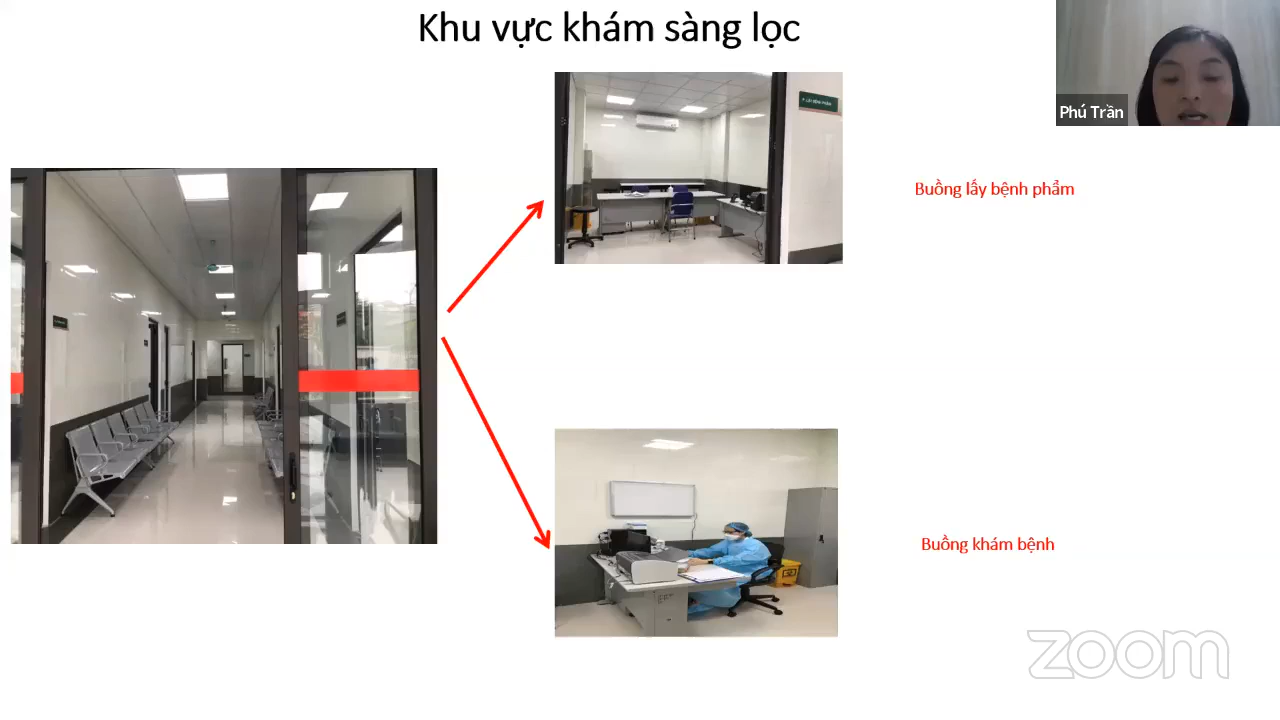 Khu vực khám sàng lọc
Phú Trần
Buồng lấy bệnh phẩm
Buồng khám bệnh
zoom